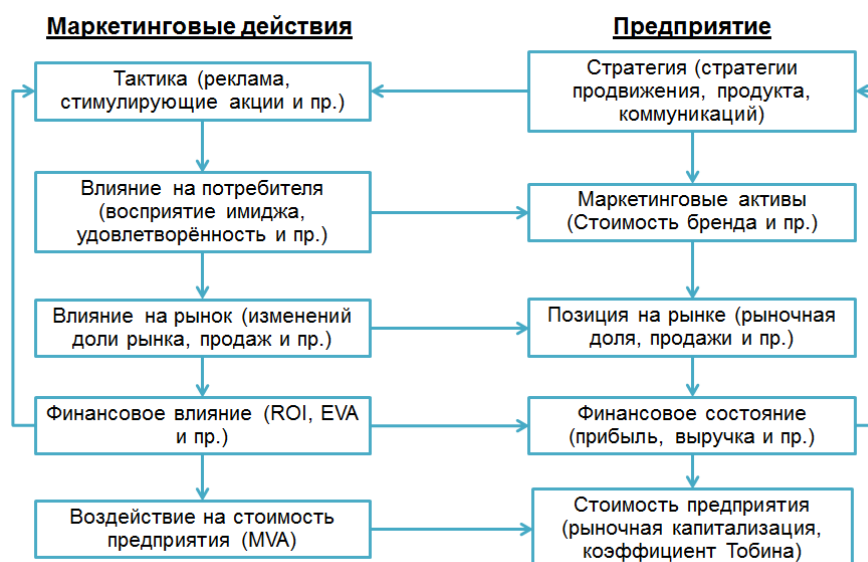 Маркетинговые действия
Предприятие
Тактика (реклама,
стимулирующие акции и пр.)
Стратегия (стратегии
продвижения, продукта,
коммуникаций)
Влияние на потребителя
(восприятие имиджа,
удовлетворённость и пр.)
Маркетинговые активы
(Стоимость бренда и пр.)
Влияние на рынок (изменений
доли рынка, продаж и пр.)
Позиция на рынке (рыночная
доля, продажи и пр.)
Финансовое влияние (ROI, EVA
и пр.)
Финансовое состояние
(прибыль, выручка и пр.)
Воздействие на стоимость
предприятия (MVA)
Стоимость предприятия
(рыночная капитализация,
коэффициент Тобина)